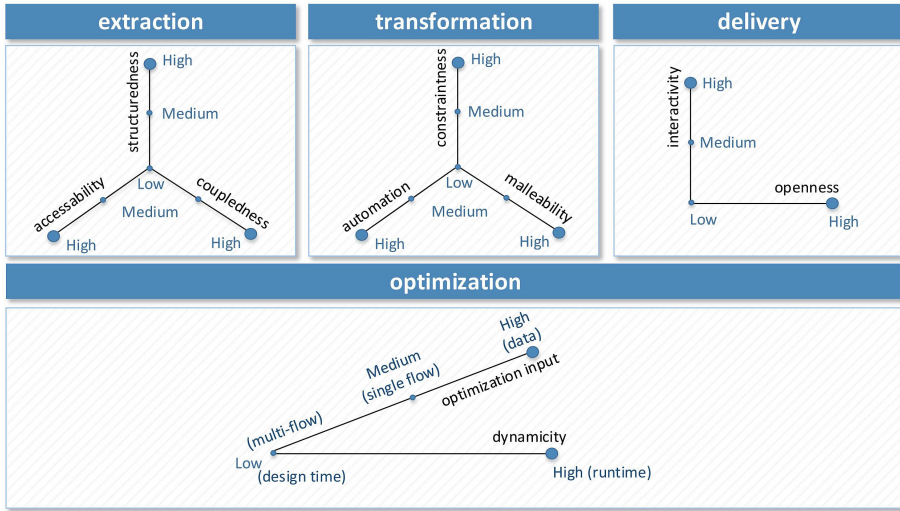 extraction
structuredness
High
Medium
Low
accessability
coupledness
Medium
High
High
transformation
constraintness
High
Medium
Low
automation
malleability
Medium
High
High
delivery
interactivity
High
Medium
openness
Low
High
optimization
High
(data)
Medium
(single flow)
optimization input
(multi-flow)
dynamicity
Low
(design time)
High (runtime)